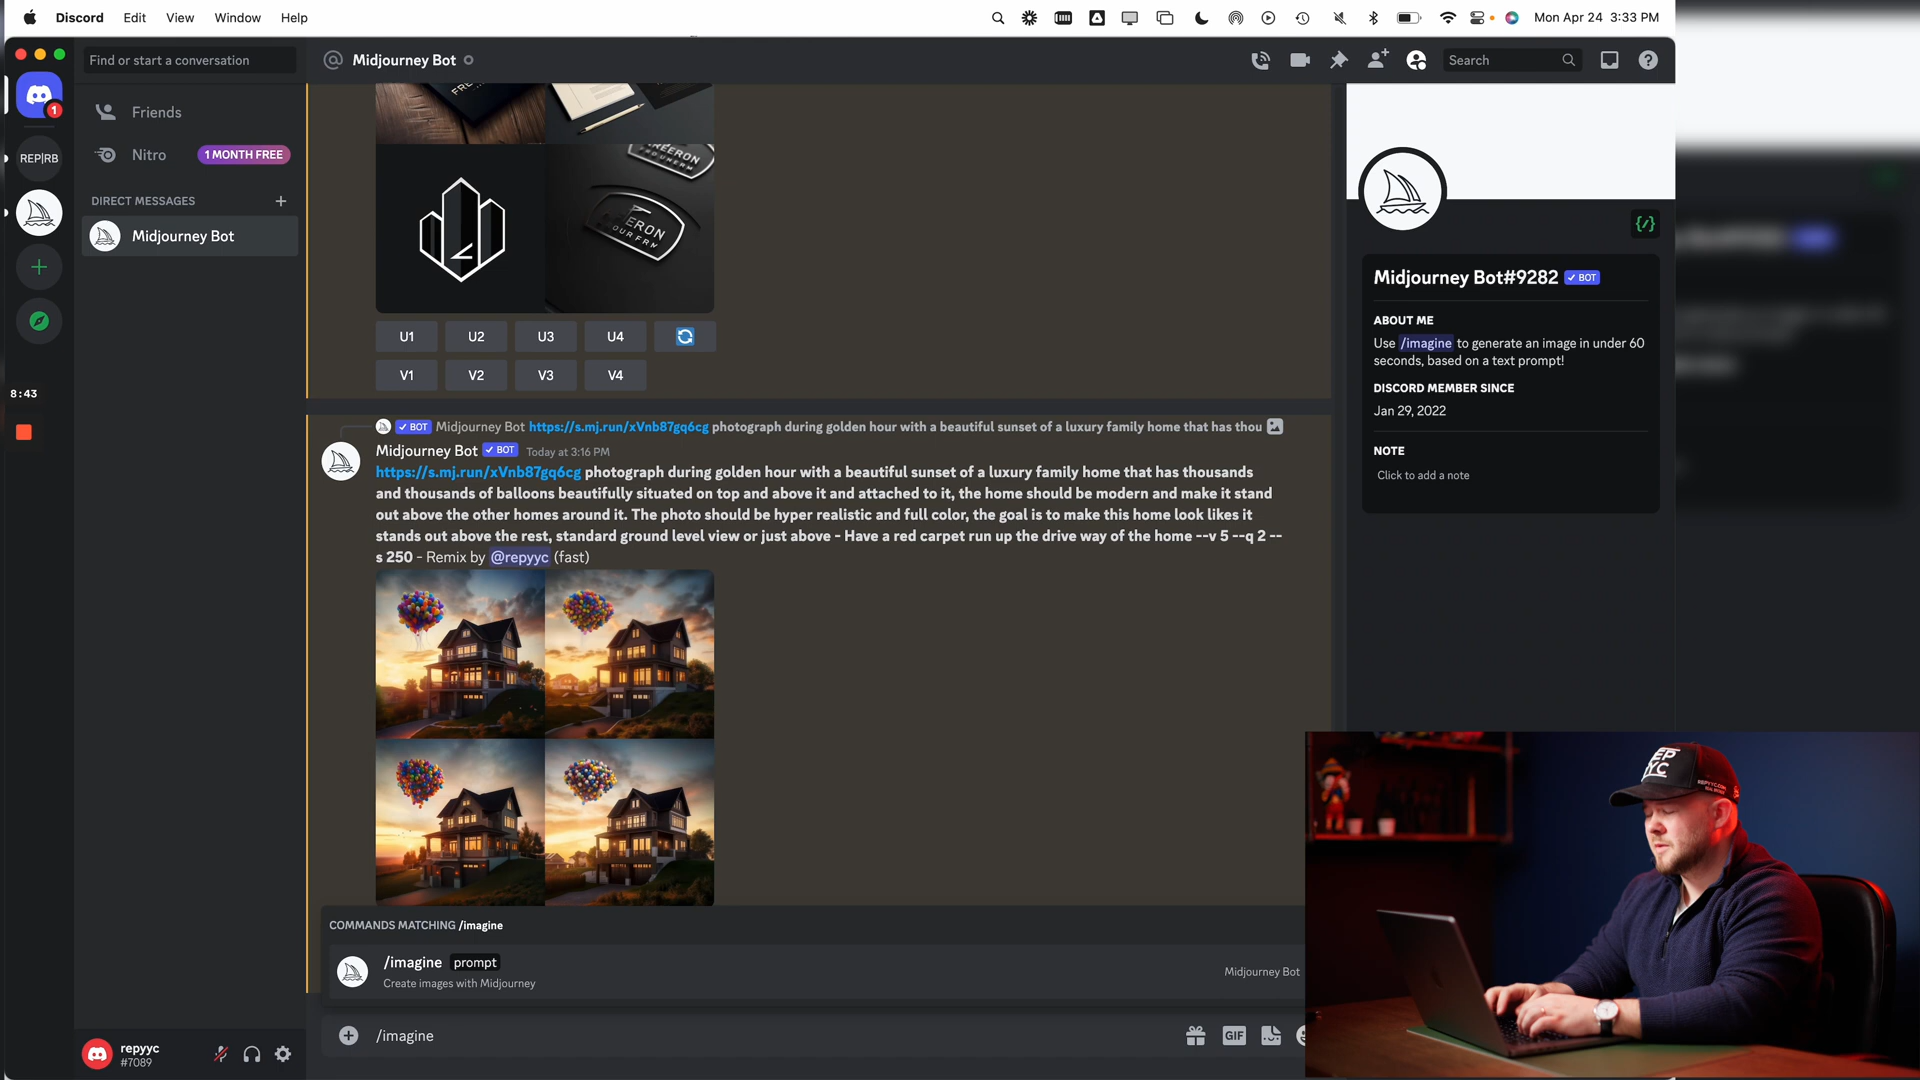 Discord Edit View Window Help
Mon Apr 24 3:33 PM
Find or start a conversation
Midjourney Bot
Search
1
Friends
REP|RB
Nitro
1 MONTH FREE
DIRECT MESSAGES
Midjourney Bot
8:43
U1 U2 U3 U4
V1 V2 V3 V4
BOT Midjourney Bot https://s.mj.run/xVnb87gq6cg photograph during golden hour with a beautiful sunset of a luxury family home that has thou
Midjourney Bot BOT Today at 3:16 PM
https://s.mj.run/xVnb87gq6cg photograph during golden hour with a beautiful sunset of a luxury family home that has thousands
and thousands of balloons beautifully situated on top and above it and attached to it, the home should be modern and make it stand
out above the other homes around it. The photo should be hyper realistic and full color, the goal is to make this home look likes it
stands out above the rest, standard ground level view or just above - Have a red carpet run up the drive way of the home --v 5 --q 2 --
s 250 - Remix by @repyyc (fast)
COMMANDS MATCHING /imagine
/imagine prompt
Create images with Midjourney
Midjourney Bot
/imagine
GIF
repyyc
#7089
{/}
Midjourney Bot#9282 BOT
ABOUT ME
Use /imagine to generate an image in under 60
seconds, based on a text prompt!
DISCORD MEMBER SINCE
Jan 29, 2022
NOTE
Click to add a note